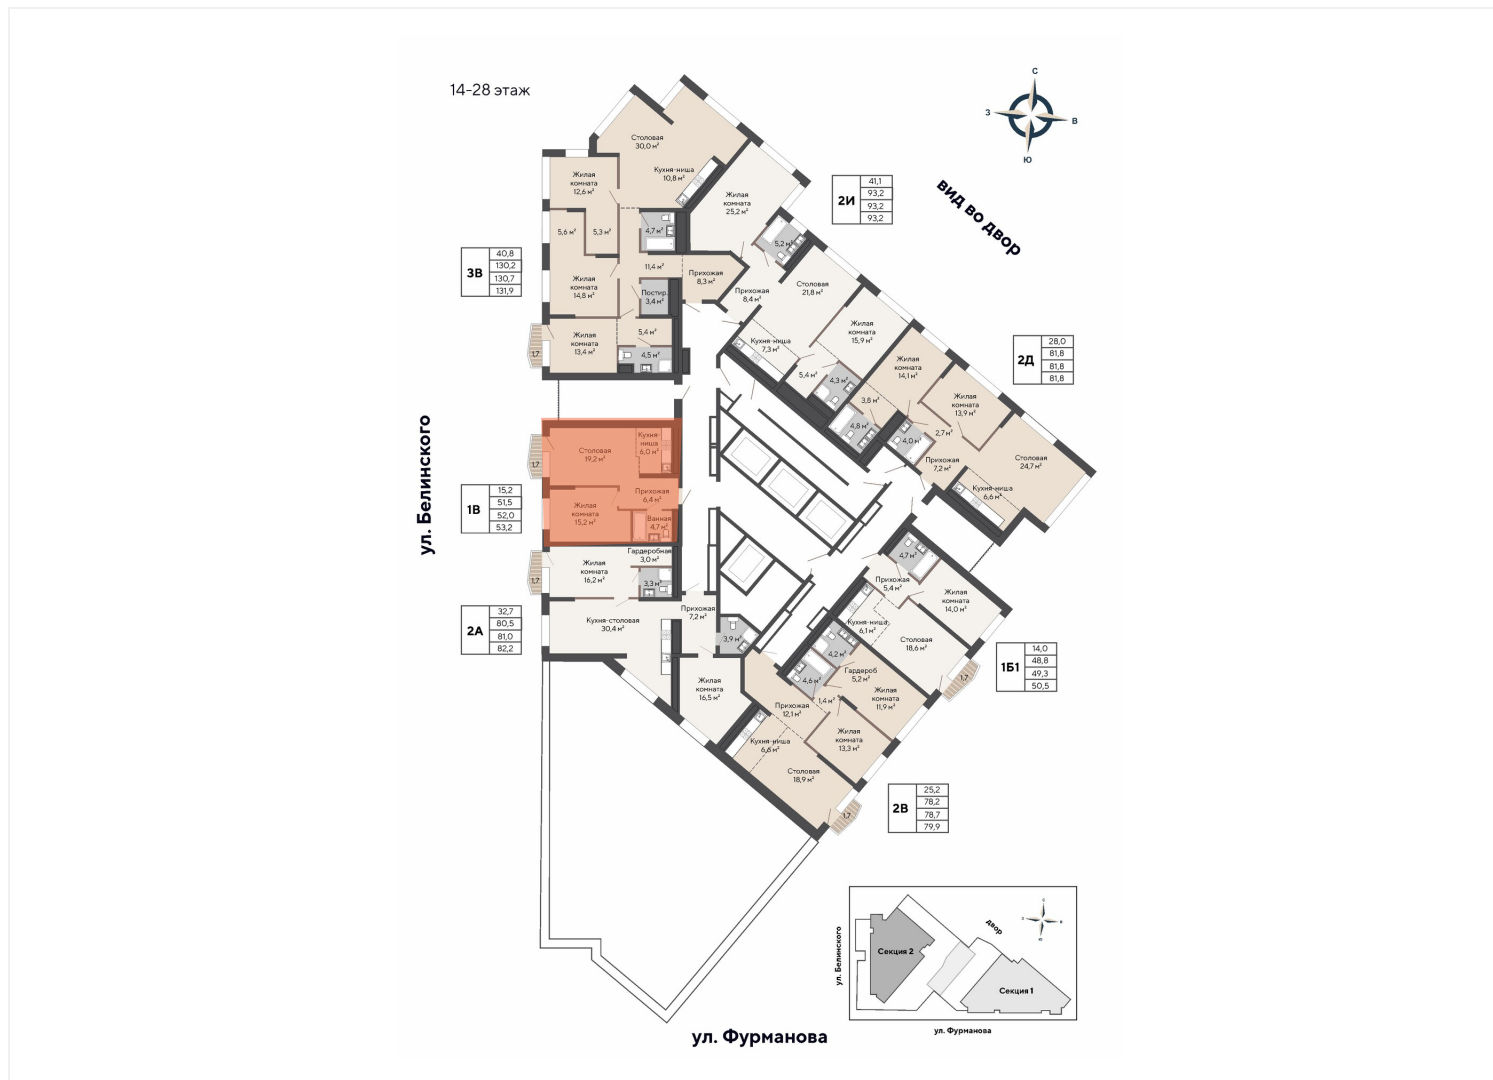 14-28 этаж
С
З
В
Ю
вид во двор
ул. Белинского
ул. Фурманова
Столовая
30,0 м²
Кухня-ниша
10,8 м²
Жилая
комната
12,6 м²
5,6 м²
5,3 м²
4,7 м²
11,4 м²
Прихожая
8,3 м²
Жилая
комната
14,8 м²
Постир.
3,4 м²
Жилая
комната
13,4 м²
5,4 м²
4,5 м²
1,7
3В
40,8
130,2
130,7
131,9
Жилая
комната
25,2 м²
5,2 м²
Прихожая
8,4 м²
Столовая
21,8 м²
Кухня-ниша
7,3 м²
Жилая
комната
15,9 м²
5,4 м²
4,3 м²
2И
41,1
93,2
93,2
93,2
Жилая
комната
14,1 м²
3,8 м²
4,8 м²
Жилая
комната
13,9 м²
2,7 м²
4,0 м²
Прихожая
7,2 м²
Столовая
24,7 м²
Кухня-ниша
6,6 м²
2Д
28,0
81,8
81,8
81,8
Столовая
19,2 м²
Кухня-
ниша
6,0 м²
1,7
Прихожая
6,4 м²
Жилая
комната
15,2 м²
Ванная
4,7 м²
1В
15,2
51,5
52,0
53,2
Гардеробная
3,0 м²
Жилая
комната
16,2 м²
3,3 м²
1,7
Кухня-столовая
30,4 м²
Прихожая
7,2 м²
3,9 м²
Жилая
комната
16,5 м²
2А
32,7
80,5
81,0
82,2
4,7 м²
Прихожая
5,4 м²
Жилая
комната
14,0 м²
Кухня-ниша
6,1 м²
Столовая
18,6 м²
1,7
1Б1
14,0
48,8
49,3
50,5
4,2 м²
Гардероб
5,2 м²
4,6 м²
1,4 м²
Жилая
комната
11,9 м²
Прихожая
12,1 м²
Жилая
комната
13,3 м²
Кухня-ниша
6,6 м²
Столовая
18,9 м²
1,7
2В
25,2
78,2
78,7
79,9
двор
ул. Белинского
Секция 2
Секция 1
ул. Фурманова